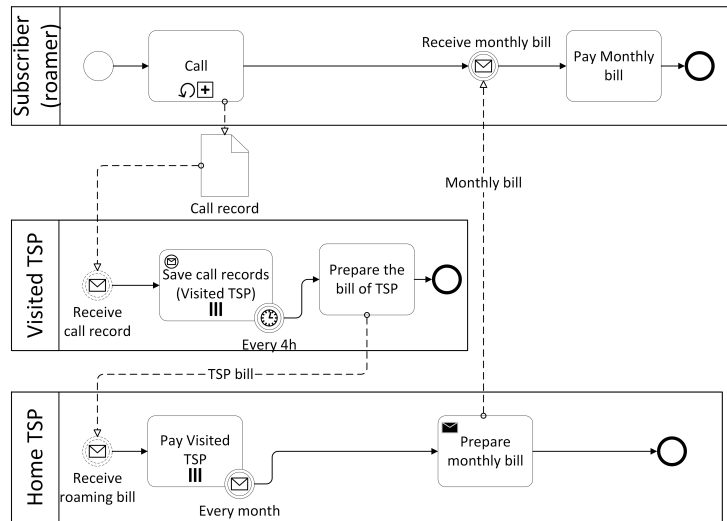 Subscriber
(roamer)
Call
Receive monthly bill
Pay Monthly
bill
Call record
Monthly bill
Visited TSP
Receive
call record
Save call records
(Visited TSP)
Every 4h
Prepare the
bill of TSP
TSP bill
Home TSP
Receive
roaming bill
Pay Visited
TSP
Every month
Prepare
monthly bill